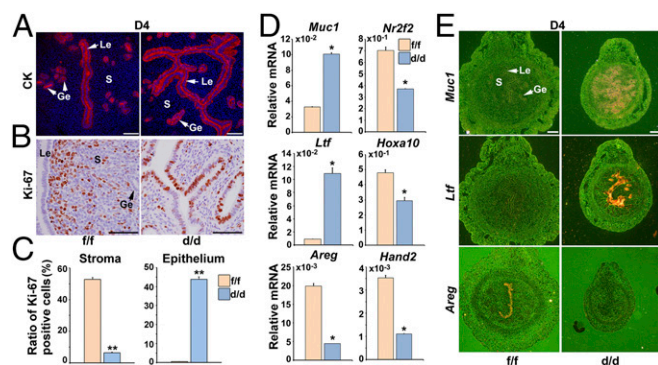 A
D4
CK
Le
Ge
S
Le
S
Ge
B
Ki-67
Le
S
Ge
f/f
d/d
C
Stroma
Epithelium
f/f
d/d
Ratio of Ki-67
positive cells (%)
60
40
20
0
**
50
40
30
20
10
0
**
D
Muc1
Nr2f2
Relative mRNA
x10-2
12
10
8
6
4
2
0
*
x10-1
8
7
6
5
4
3
2
1
0
*
f/f
d/d
Ltf
Hoxa10
Relative mRNA
x10-2
12
10
8
6
4
2
0
*
x10-1
6
5
4
3
2
1
0
*
Areg
Hand2
Relative mRNA
x10-3
25
20
15
10
5
0
*
x10-3
4
3
2
1
0
*
E
D4
Muc1
Le
S
Ge
Ltf
Areg
f/f
d/d